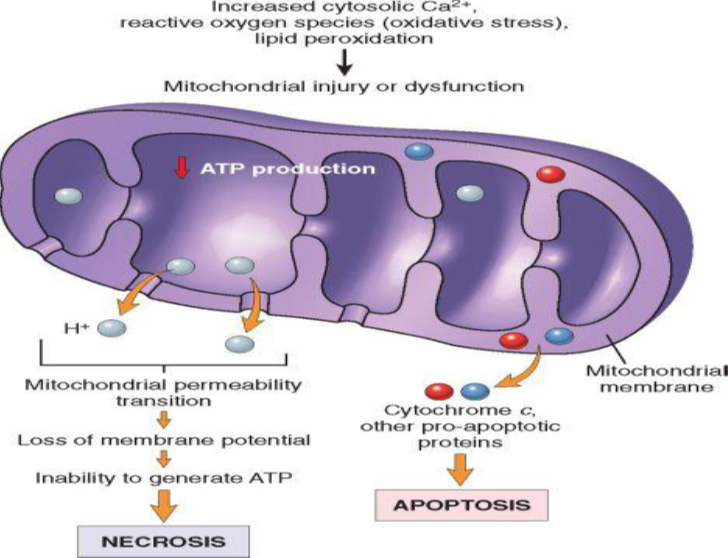 Increased cytosolic Ca²⁺,
reactive oxygen species (oxidative stress),
lipid peroxidation
Mitochondrial injury or dysfunction
ATP production
H⁺
Mitochondrial permeability
transition
Loss of membrane potential
Inability to generate ATP
NECROSIS
Cytochrome c,
other pro-apoptotic
proteins
APOPTOSIS
Mitochondrial
membrane